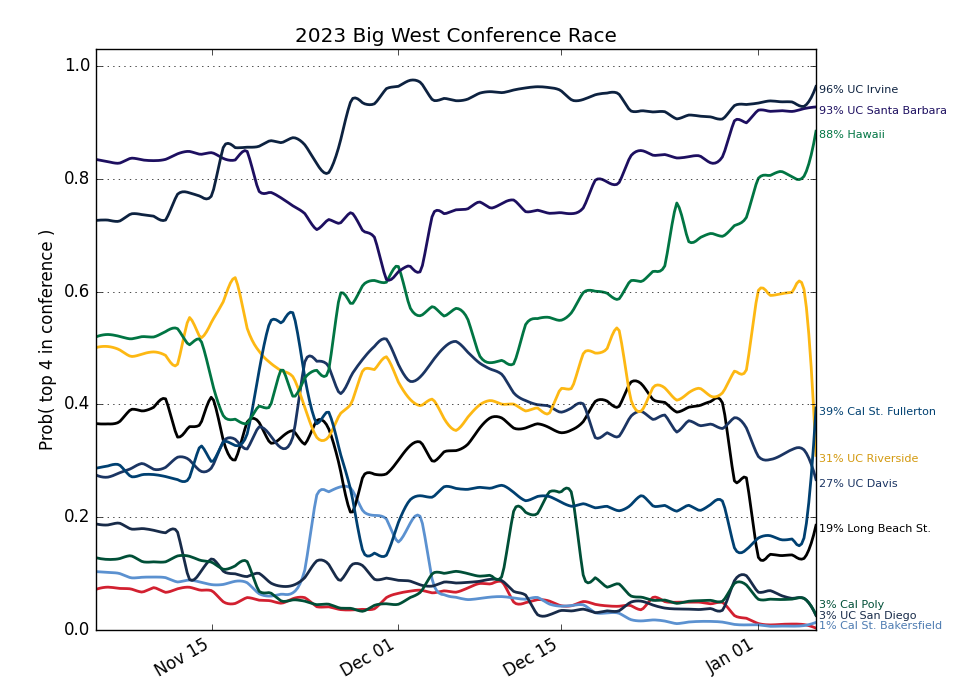 2023 Big West Conference Race
Prob( top 4 in conference )
1.0
0.8
0.6
0.4
0.2
0.0
Nov 15
Dec 01
Dec 15
Jan 01
96% UC Irvine
93% UC Santa Barbara
88% Hawaii
39% Cal St. Fullerton
31% UC Riverside
27% UC Davis
19% Long Beach St.
3% Cal Poly
3% UC San Diego
1% Cal St. Bakersfield